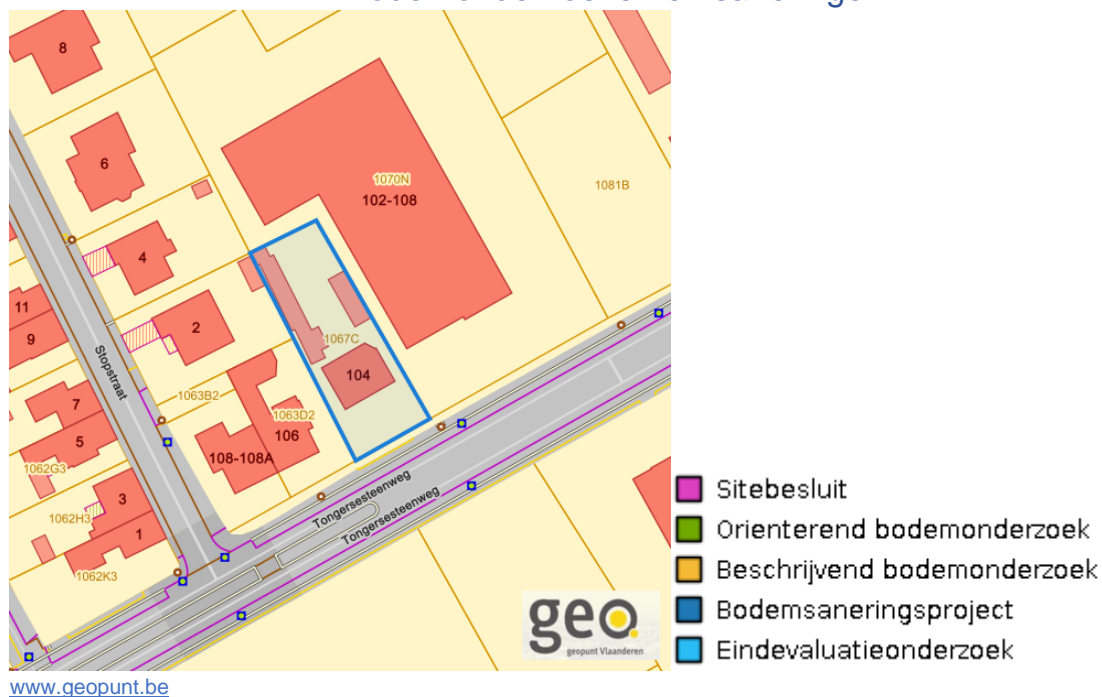 8
6
1070N
102-108
1081B
4
2
11
9
Stopstraat
1067C
104
7
1063B2
5
1063D2
106
108-108A
1062G3
3
1062H3
1
Tongersesteenweg
Tongersesteenweg
1062K3
geo.
geopunt Vlaanderen
Sitebesluit
Orienterend bodemonderzoek
Beschrijvend bodemonderzoek
Bodemsaneringsproject
Eindevaluatieonderzoek
www.geopunt.be